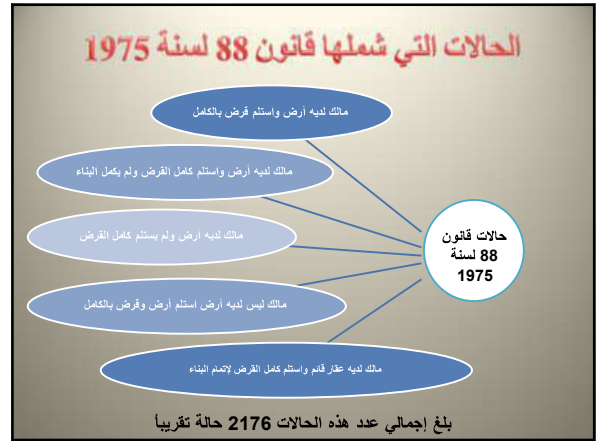 الحالات التي شملها قانون 88 لسنة 1975
مالك لديه أرض واستلم قرض بالكامل
مالك لديه أرض واستلم كامل القرض ولم يكمل البناء
مالك لديه أرض ولم يستلم كامل القرض
مالك ليس لديه أرض استلم أرض وقرض بالكامل
مالك لديه عقار قائم واستلم كامل القرض لإتمام البناء
حالات قانون
88 لسنة
1975
بلغ إجمالي عدد هذه الحالات 2176 حالة تقريباً